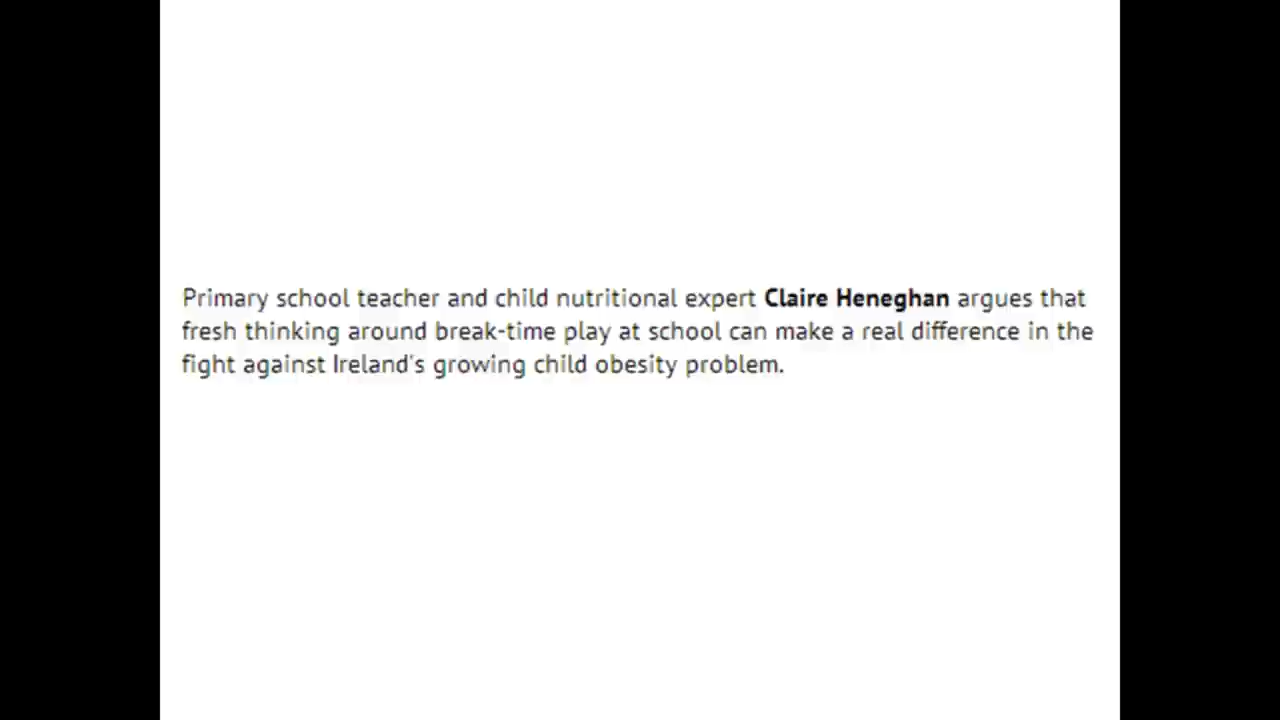 Primary school teacher and child nutritional expert Claire Heneghan argues that
fresh thinking around break-time play at school can make a real difference in the
fight against Ireland's growing child obesity problem.